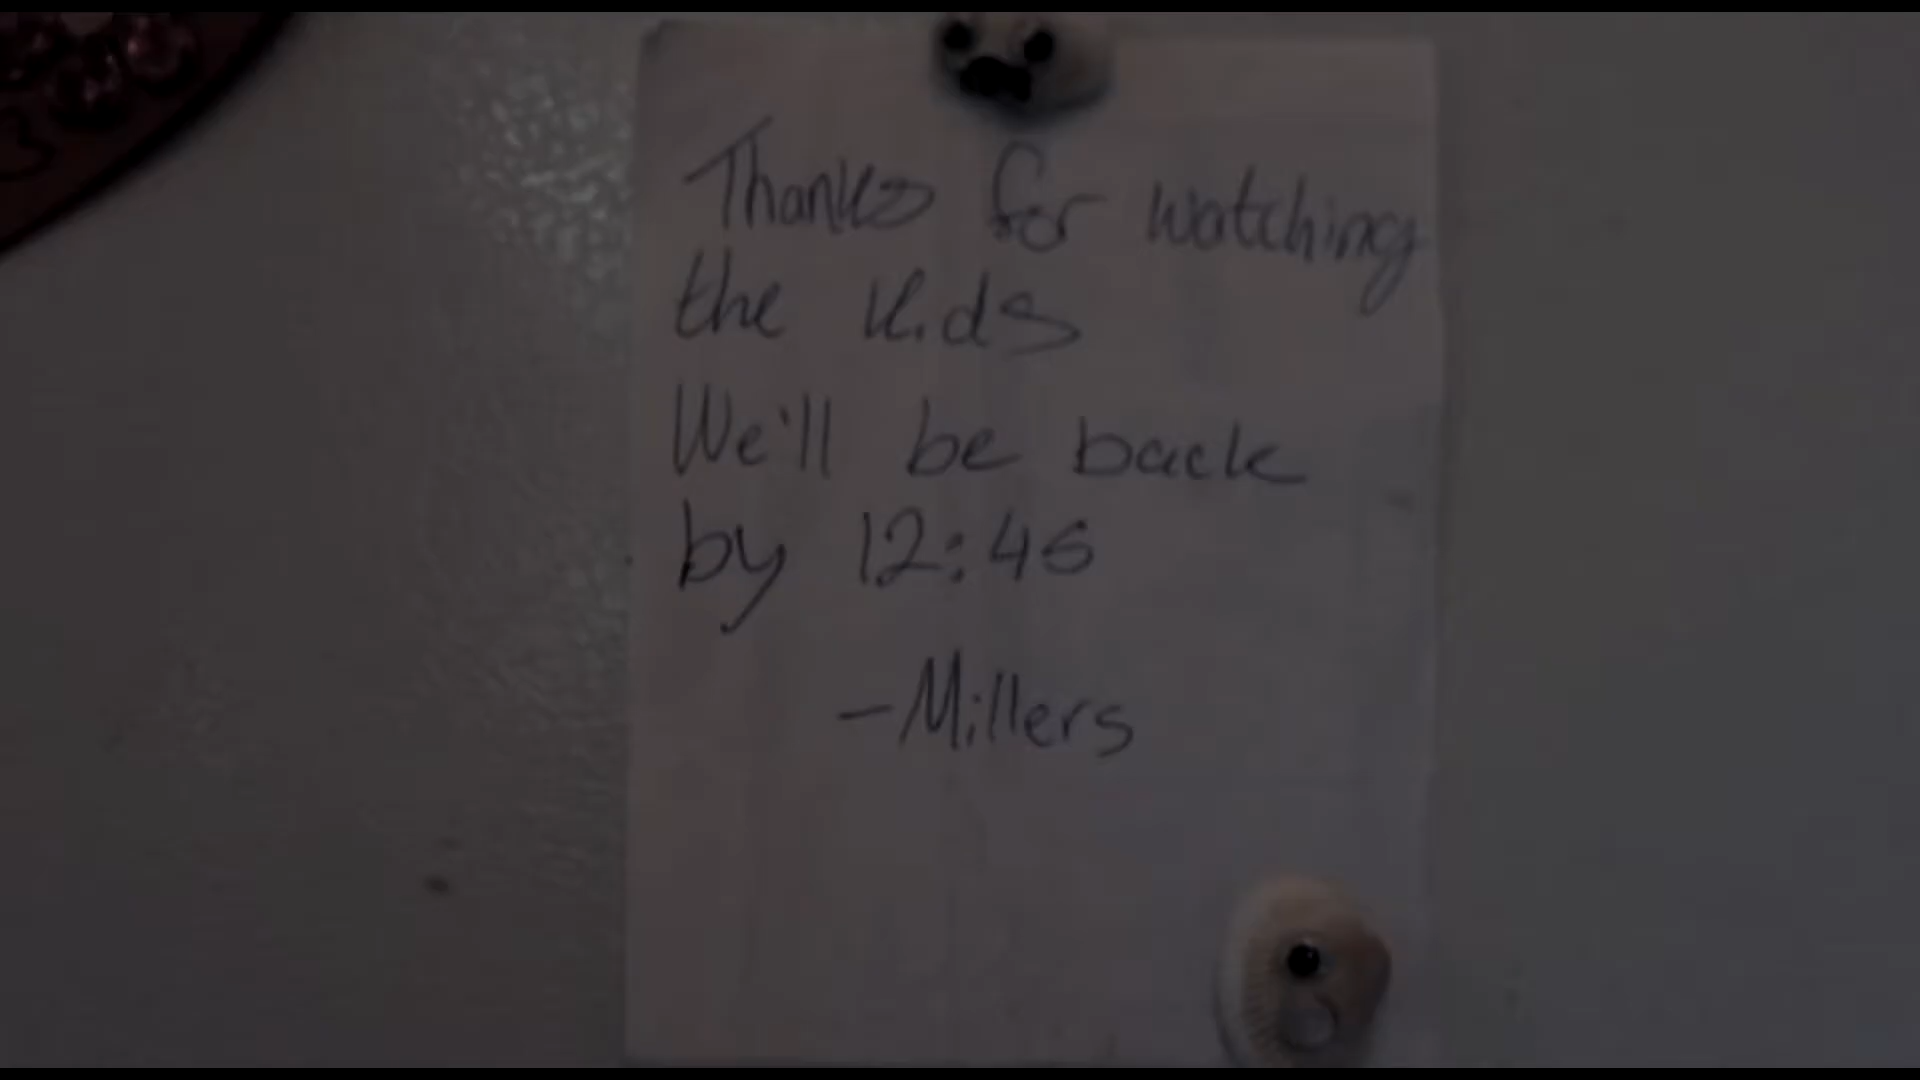 Thanks for watching
the kids
We'll be back
by 12:45
-Millers